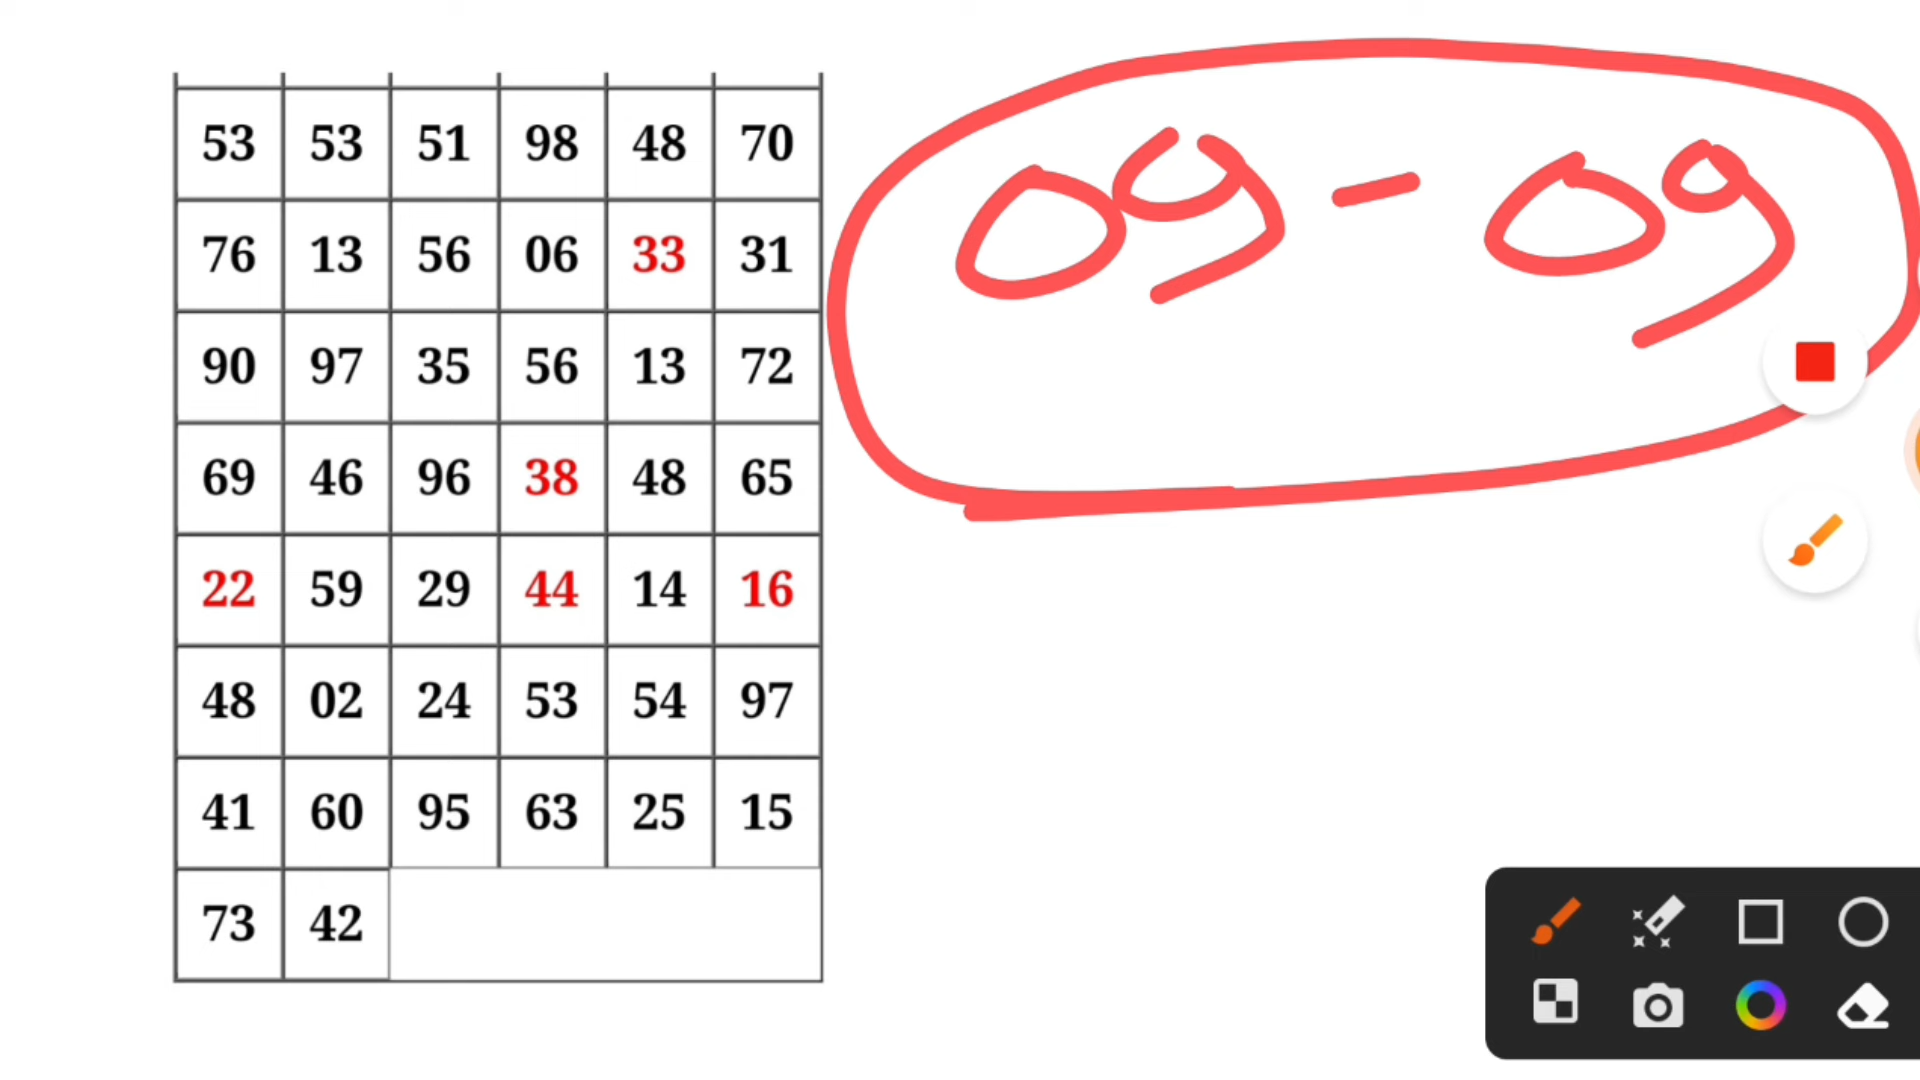 53 53 51 98 48 70
09 - 09
76 13 56 06 33 31
90 97 35 56 13 72
69 46 96 38 48 65
22 59 29 44 14 16
48 02 24 53 54 97
41 60 95 63 25 15
73 42